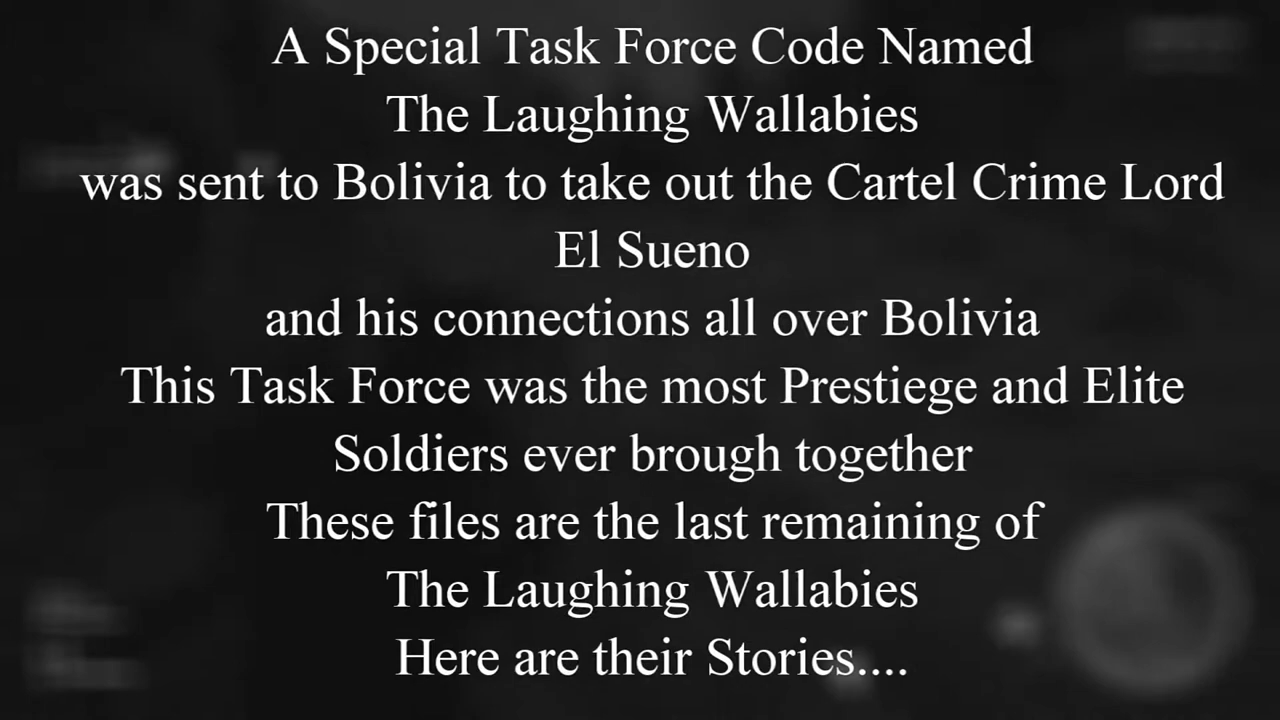 A Special Task Force Code Named
The Laughing Wallabies
was sent to Bolivia to take out the Cartel Crime Lord
El Sueno
and his connections all over Bolivia
This Task Force was the most Prestiege and Elite
Soldiers ever brough together
These files are the last remaining of
The Laughing Wallabies
Here are their Stories....